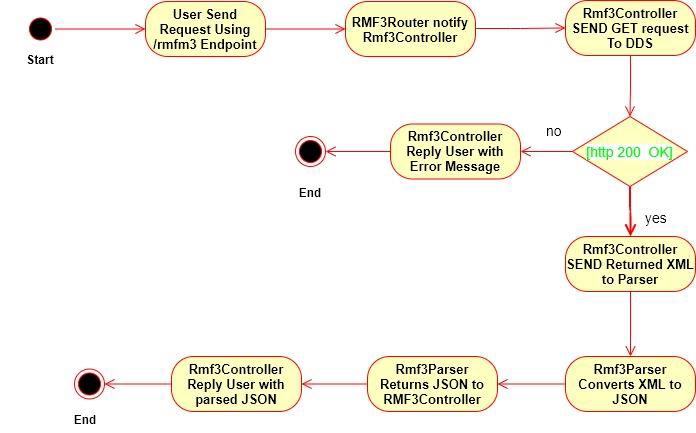 User Send
Request Using
/rmfm3 Endpoint
RMF3Router notify
Rmf3Controller
Rmf3Controller
SEND GET request
To DDS
Start
Rmf3Controller
Reply User with
Error Message
no
[http 200  OK]
End
yes
Rmf3Controller
SEND Returned XML
to Parser
Rmf3Parser
Converts XML to
JSON
Rmf3Parser
Returns JSON to
RMF3Controller
Rmf3Controller
Reply User with
parsed JSON
End